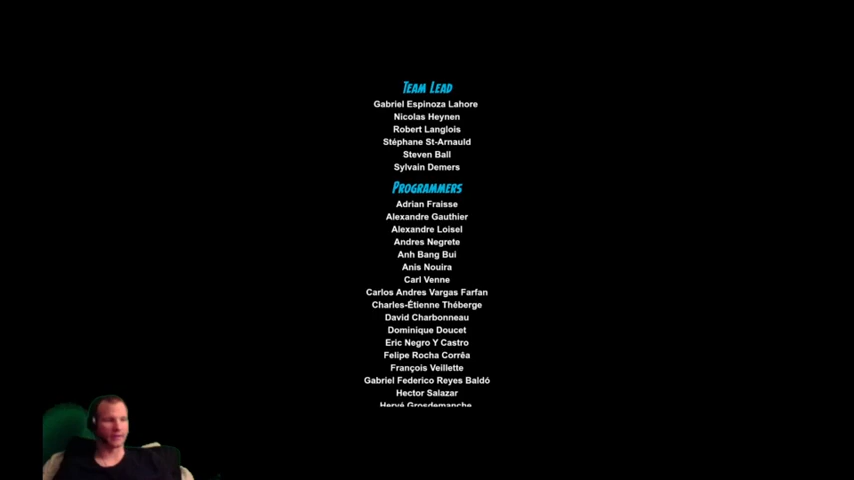 Team Lead
Gabriel Espinoza Lahore
Nicolas Heynen
Robert Langlois
Stéphane St-Arnauld
Steven Ball
Sylvain Demers
Programmers
Adrian Fraisse
Alexandre Gauthier
Alexandre Loisel
Andres Negrete
Anh Bang Bui
Anis Nouira
Carl Venne
Carlos Andres Vargas Farfan
Charles-Étienne Théberge
David Charbonneau
Dominique Doucet
Eric Negro Y Castro
Felipe Rocha Corrêa
François Veillette
Gabriel Federico Reyes Baldó
Hector Salazar
Hervé Grosdemanche